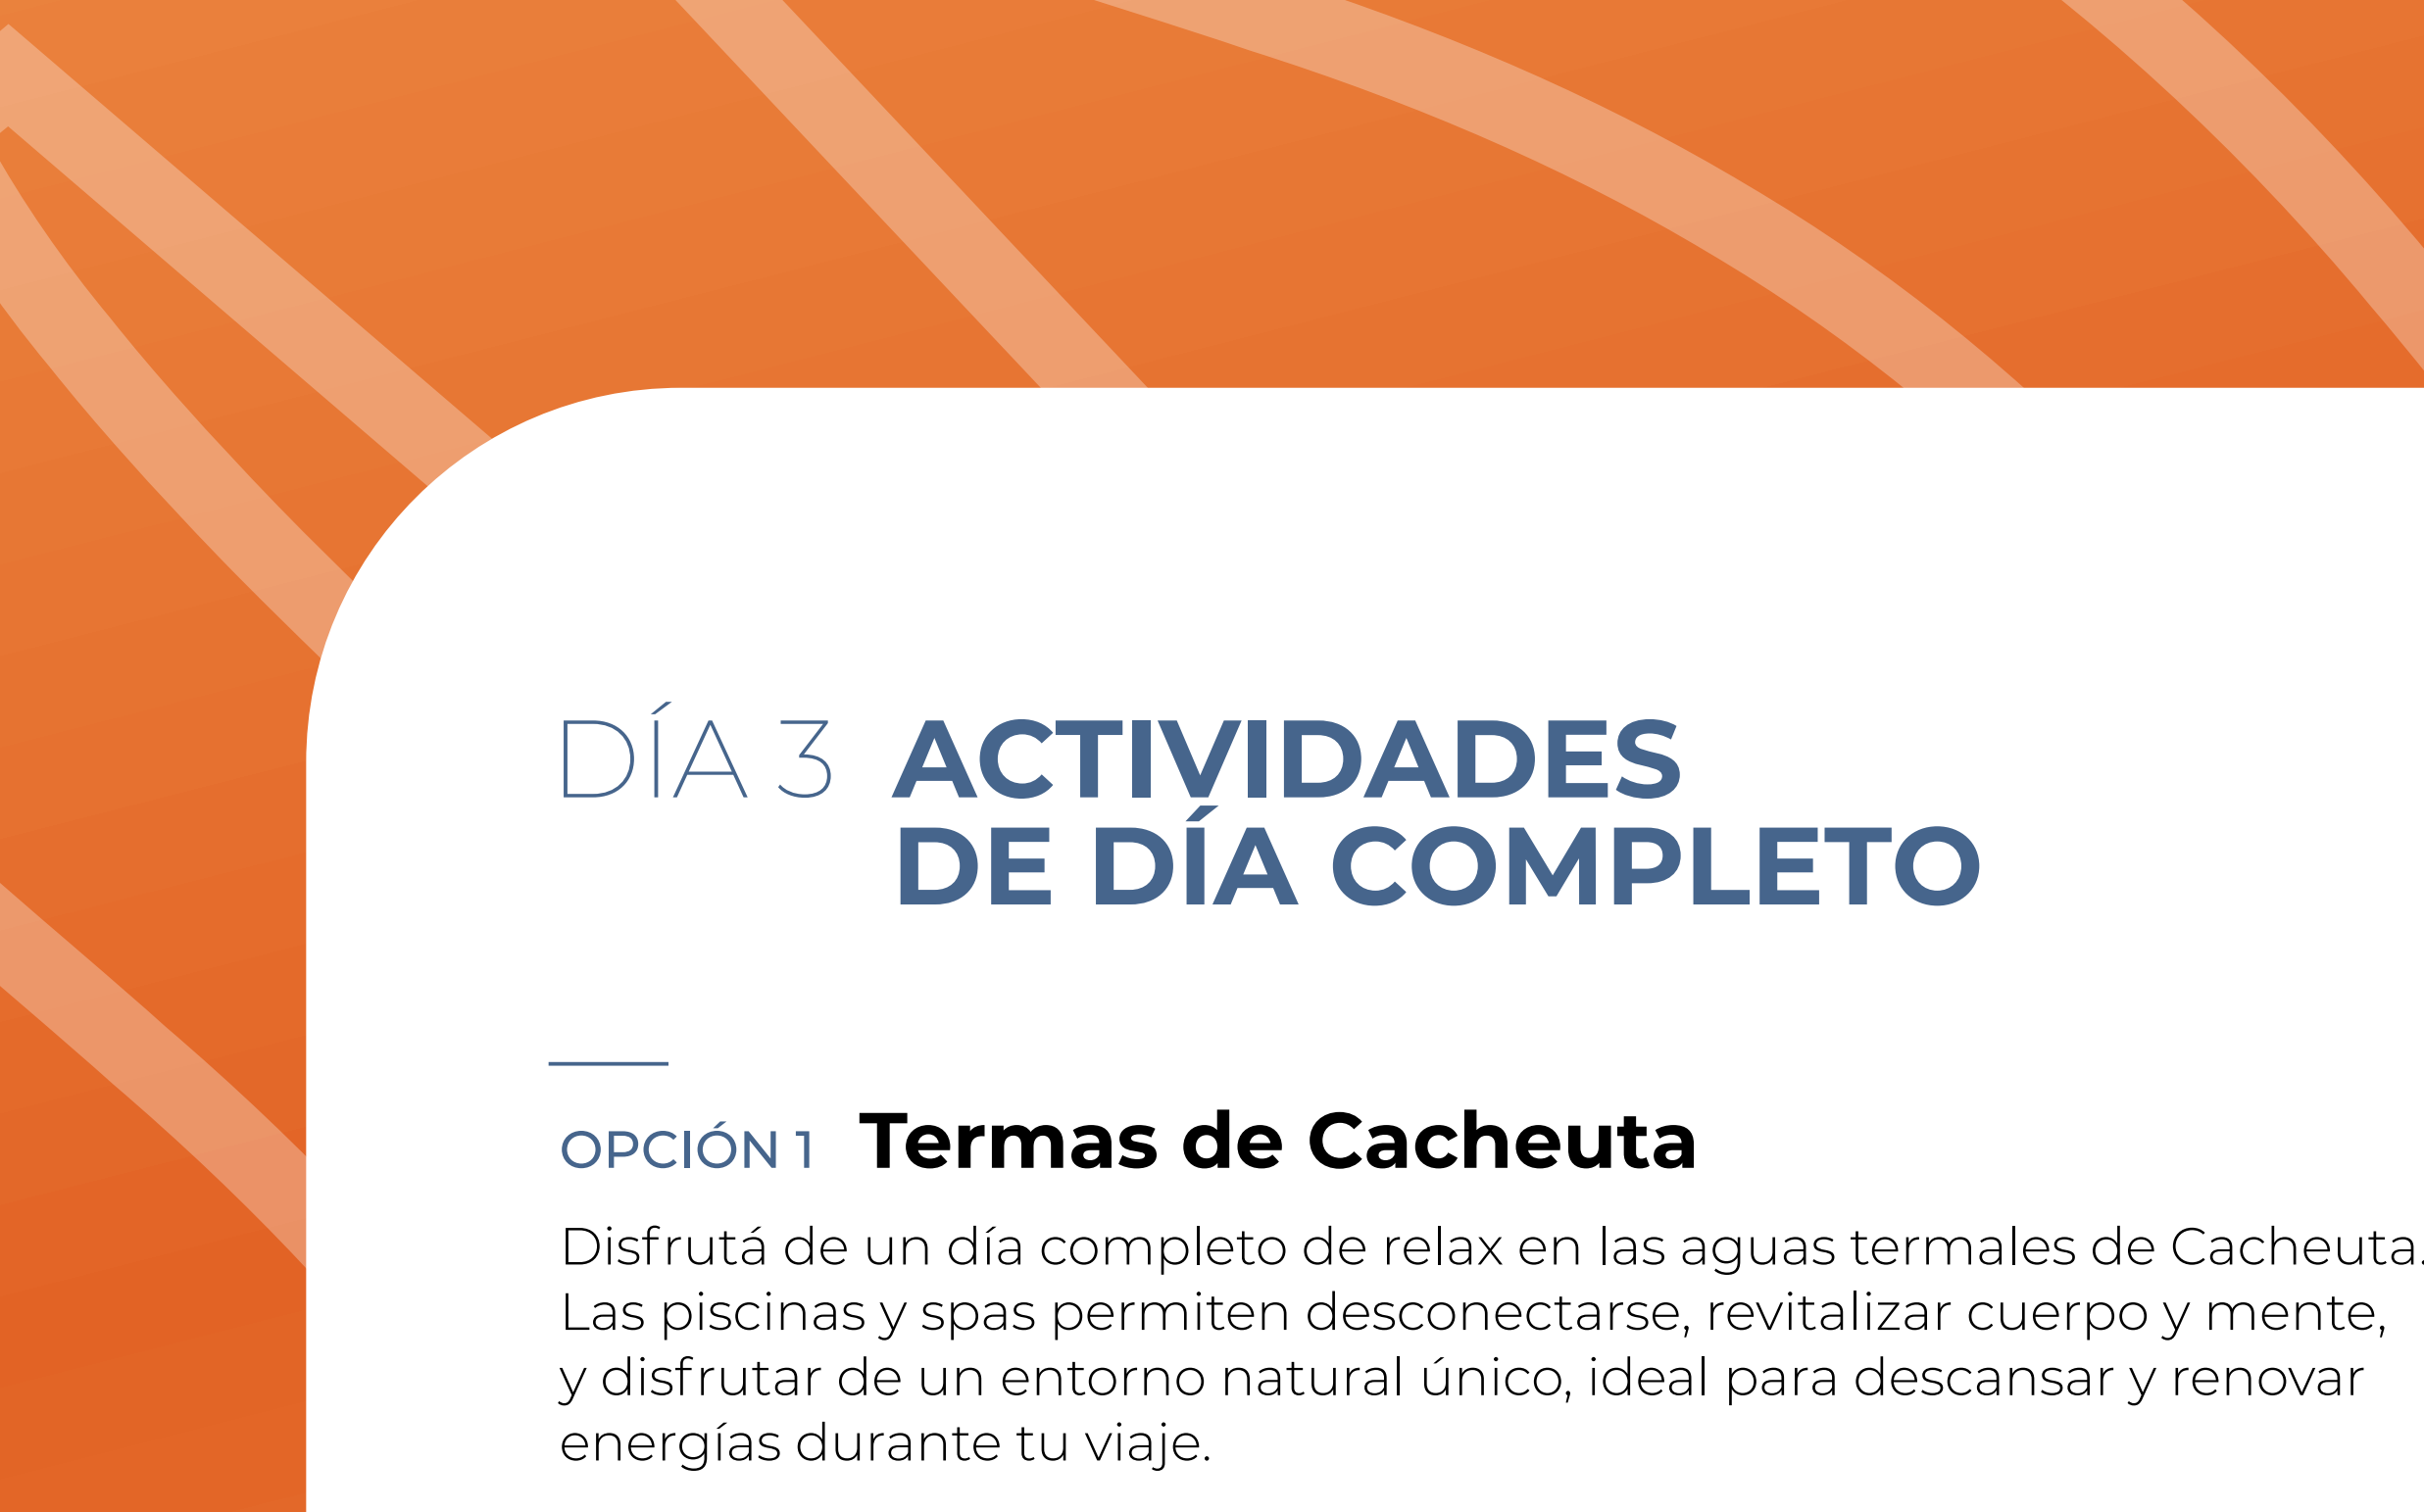 DÍA 3 ACTIVIDADES
DE DÍA COMPLETO
OPCIÓN 1 Termas de Cacheuta
Disfrutá de un día completo de relax en las aguas termales de Cacheuta.
Las piscinas y spas permiten desconectarse, revitalizar cuerpo y mente,
y disfrutar de un entorno natural único, ideal para descansar y renovar
energías durante tu viaje.